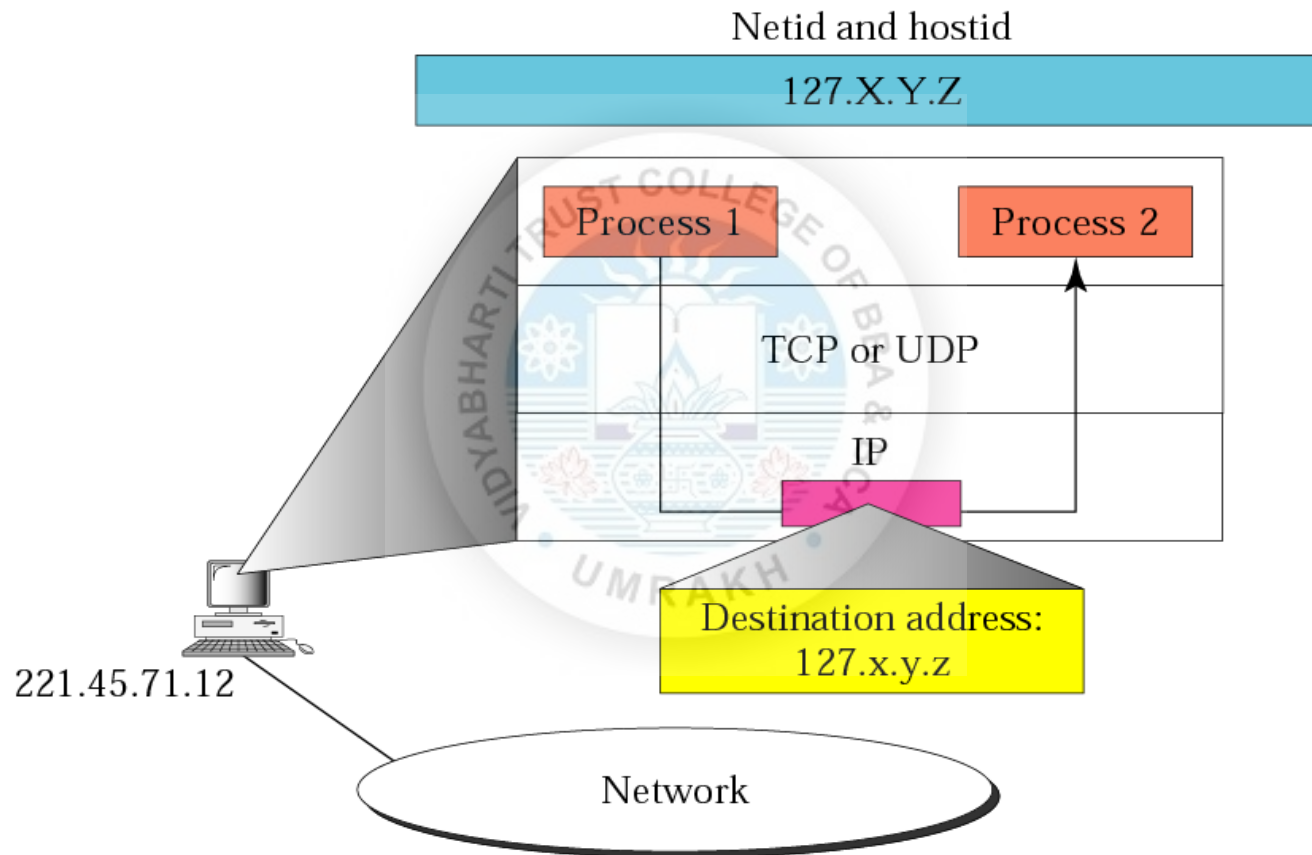 Netid and hostid
127.X.Y.Z
Process 1
Process 2
TCP or UDP
IP
Destination address:
127.x.y.z
221.45.71.12
Network
VIDYABHARTI TRUST COLLEGE OF BBA & BCA
UMRAKH